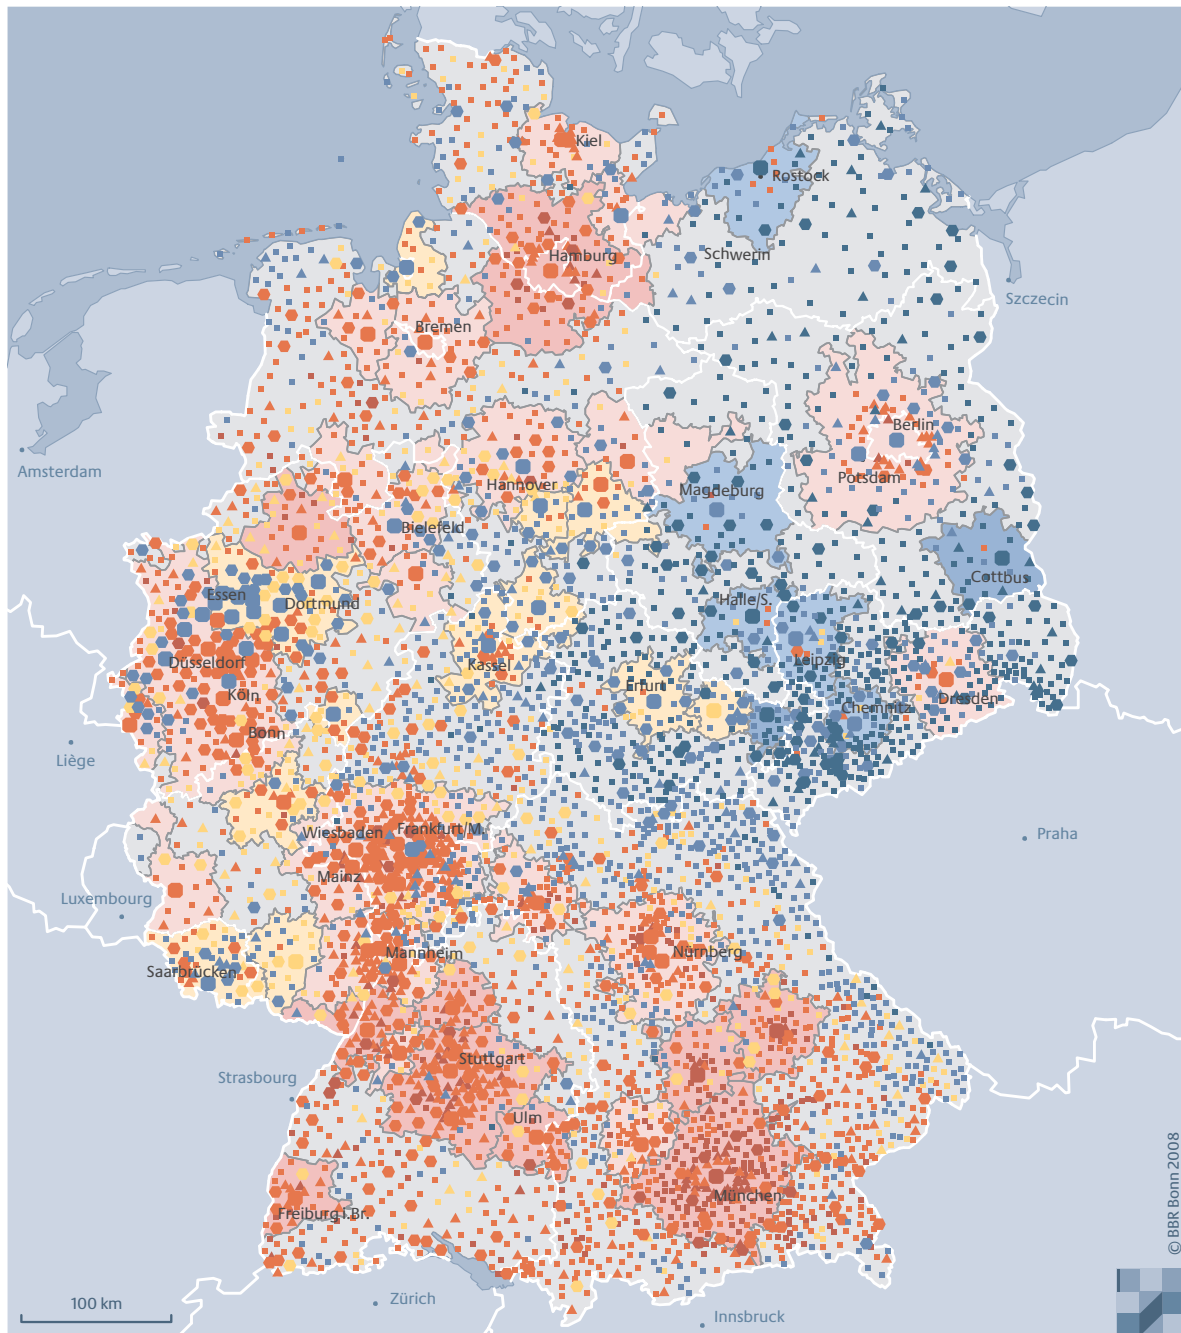 Kiel
Rostock
Hamburg
Schwerin
Szczecin
Bremen
Berlin
Amsterdam
Hannover
Magdeburg
Potsdam
Bielefeld
Essen
Dortmund
Cottbus
Halle/S.
Düsseldorf
Kassel
Leipzig
Köln
Erfurt
Dresden
Chemnitz
Bonn
Liège
Wiesbaden
Frankfurt/M.
Praha
Mainz
Luxembourg
Mannheim
Nürnberg
Saarbrücken
Stuttgart
Strasbourg
Ulm
München
Freiburg i.Br.
© BBR Bonn 2008
100 km
Zürich
Innsbruck